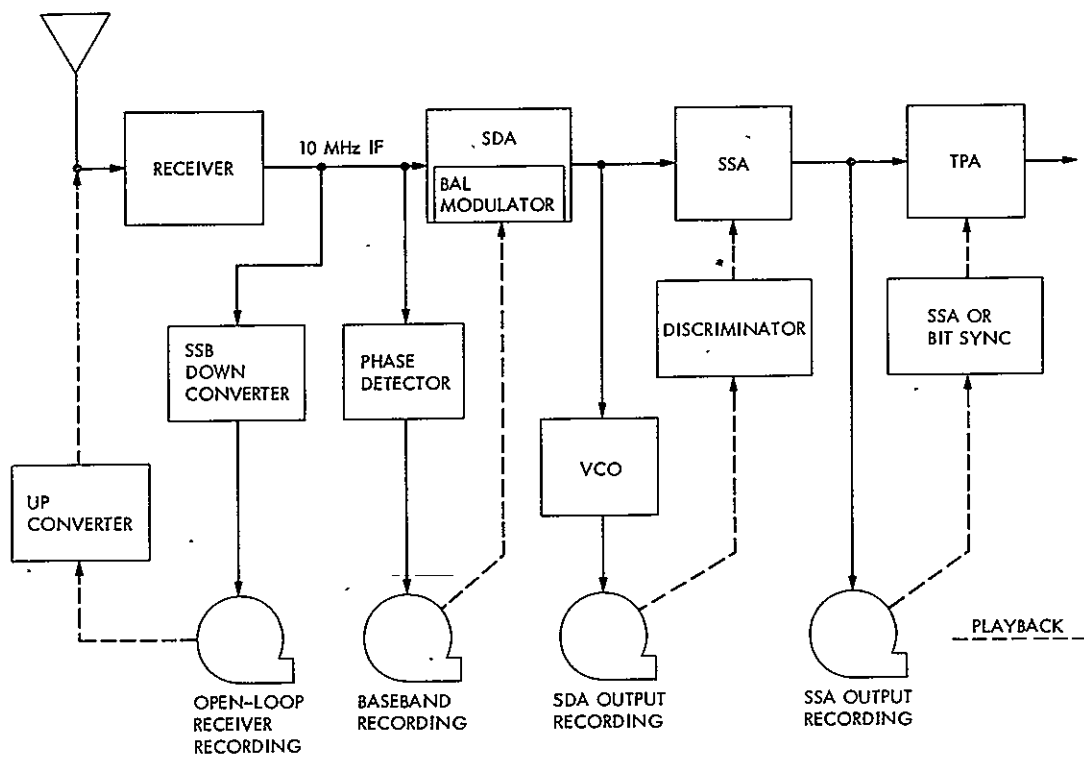 10 MHz IF
RECEIVER
SDA
BAL
MODULATOR
SSA
TPA
SSB
DOWN
CONVERTER
PHASE
DETECTOR
DISCRIMINATOR
SSA OR
BIT SYNC
VCO
UP
CONVERTER
PLAYBACK
OPEN-LOOP
RECEIVER
RECORDING
BASEBAND
RECORDING
SDA OUTPUT
RECORDING
SSA OUTPUT
RECORDING